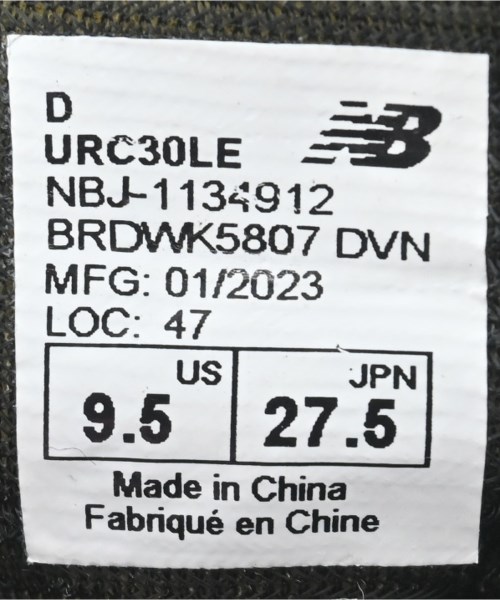 D
URC30LE
NB
NBJ-1134912
BRDWK5807 DVN
MFG: 01/2023
LOC: 47
US JPN
9.5 27.5
Made in China
Fabriqué en Chine